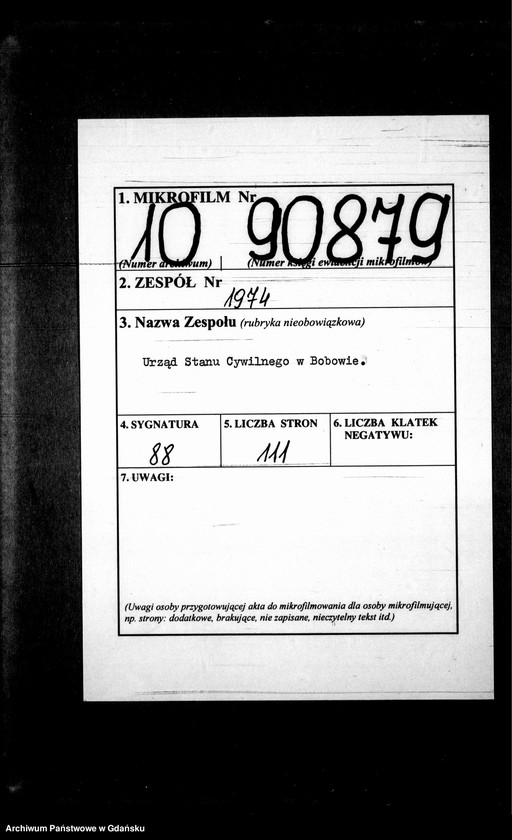 1. MIKROFILM Nr
10 90879
(Numer archiwum) (Numer księgi ewidencji mikrofilmów)
2. ZESPÓŁ Nr
1974
3. Nazwa Zespołu (rubryka nieobowiązkowa)
Urząd Stanu Cywilnego w Bobowie.
4. SYGNATURA 5. LICZBA STRON 6. LICZBA KLATEK
NEGATYWU:
88 111
7. UWAGI:
(Uwagi osoby przygotowującej akta do mikrofilmowania dla osoby mikrofilmującej,
np. strony: dodatkowe, brakujące, nie zapisane, nieczytelny tekst itd.)
Archiwum Państwowe w Gdańsku